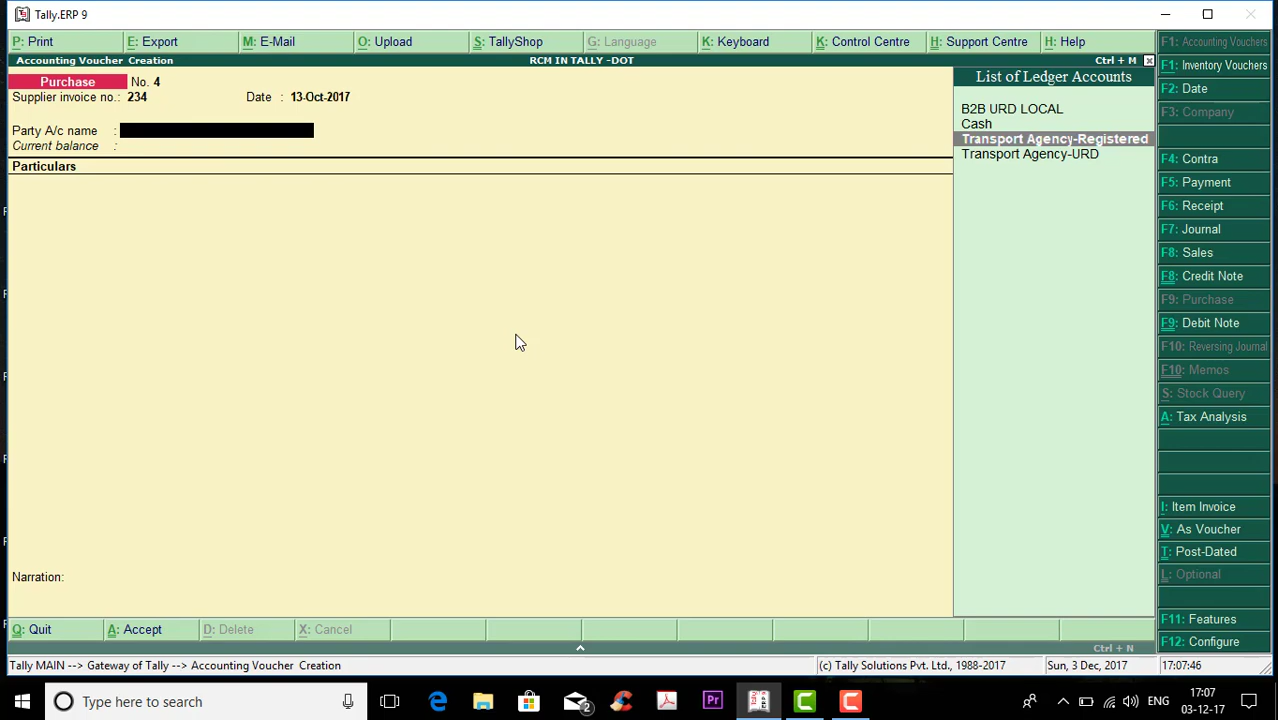 Tally.ERP 9
P: Print
E: Export
M: E-Mail
O: Upload
S: TallyShop
G: Language
K: Keyboard
K: Control Centre
H: Support Centre
H: Help
Accounting Voucher Creation
RCM IN TALLY -DOT
Ctrl + M
Purchase No. 4
Supplier invoice no.: 234 Date : 13-Oct-2017
Party A/c name :
Current balance :
Particulars
Narration:
List of Ledger Accounts
B2B URD LOCAL
Cash
Transport Agency-Registered
Transport Agency-URD
F1: Accounting Vouchers
F1: Inventory Vouchers
F2: Date
F3: Company
F4: Contra
F5: Payment
F6: Receipt
F7: Journal
F8: Sales
F8: Credit Note
F9: Purchase
F9: Debit Note
F10: Reversing Journal
F10: Memos
S: Stock Query
A: Tax Analysis
I: Item Invoice
V: As Voucher
T: Post-Dated
L: Optional
F11: Features
F12: Configure
Q: Quit
A: Accept
D: Delete
X: Cancel
Ctrl + N
Tally MAIN --> Gateway of Tally --> Accounting Voucher Creation
(c) Tally Solutions Pvt. Ltd., 1988-2017
Sun, 3 Dec, 2017
17:07:46
Type here to search
2
Pr
ENG
17:07
03-12-17